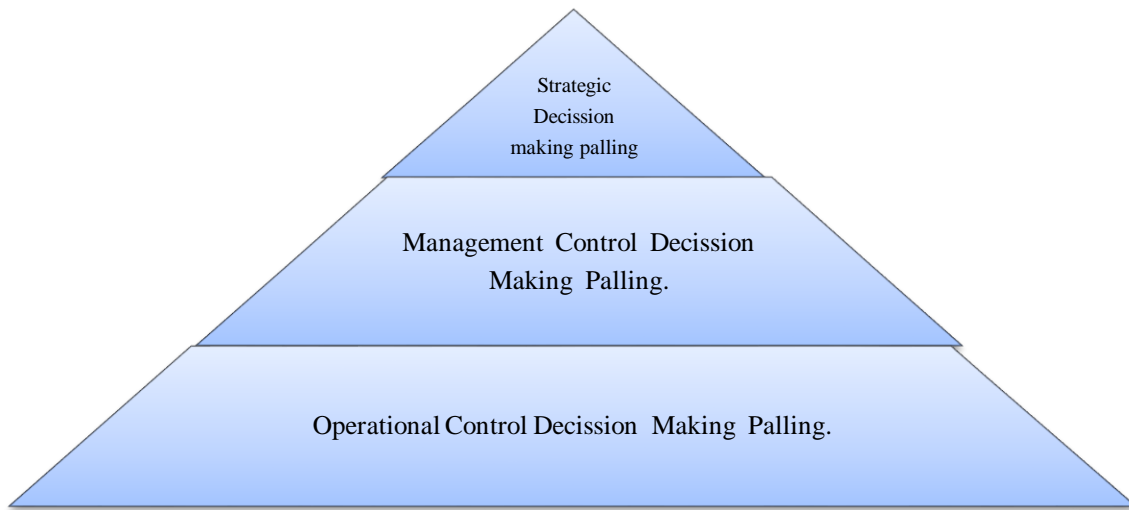 Strategic
Decission
making palling
Management Control Decission
Making Palling.
Operational Control Decission Making Palling.